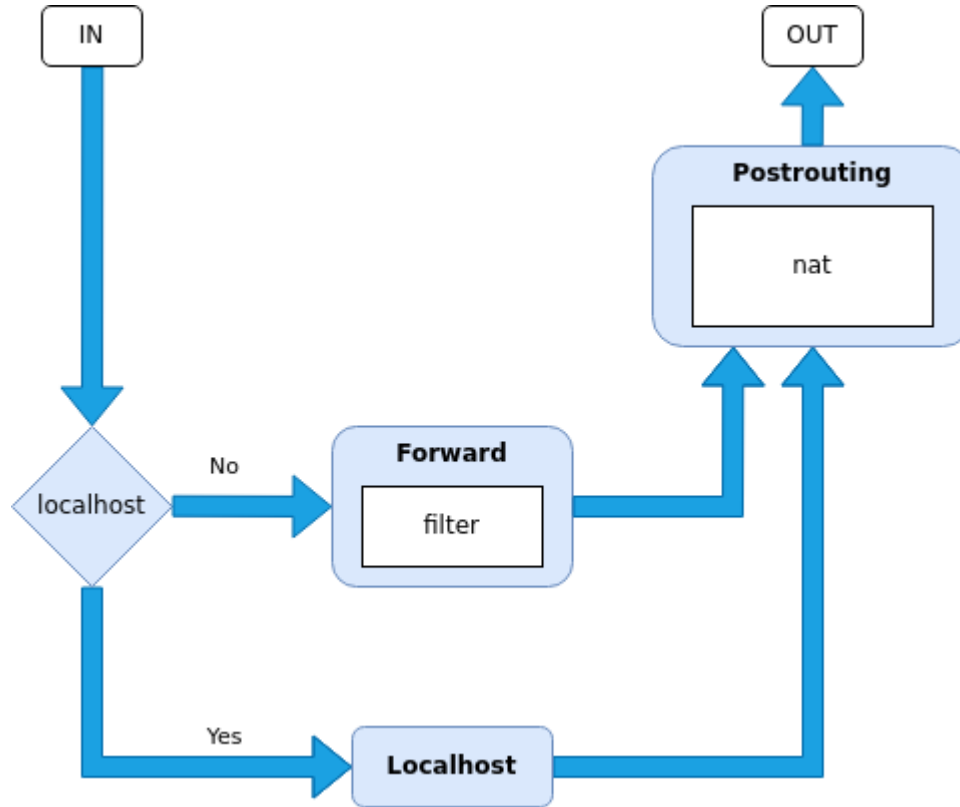 IN
OUT
Postrouting
nat
No
Forward
localhost
filter
Yes
Localhost